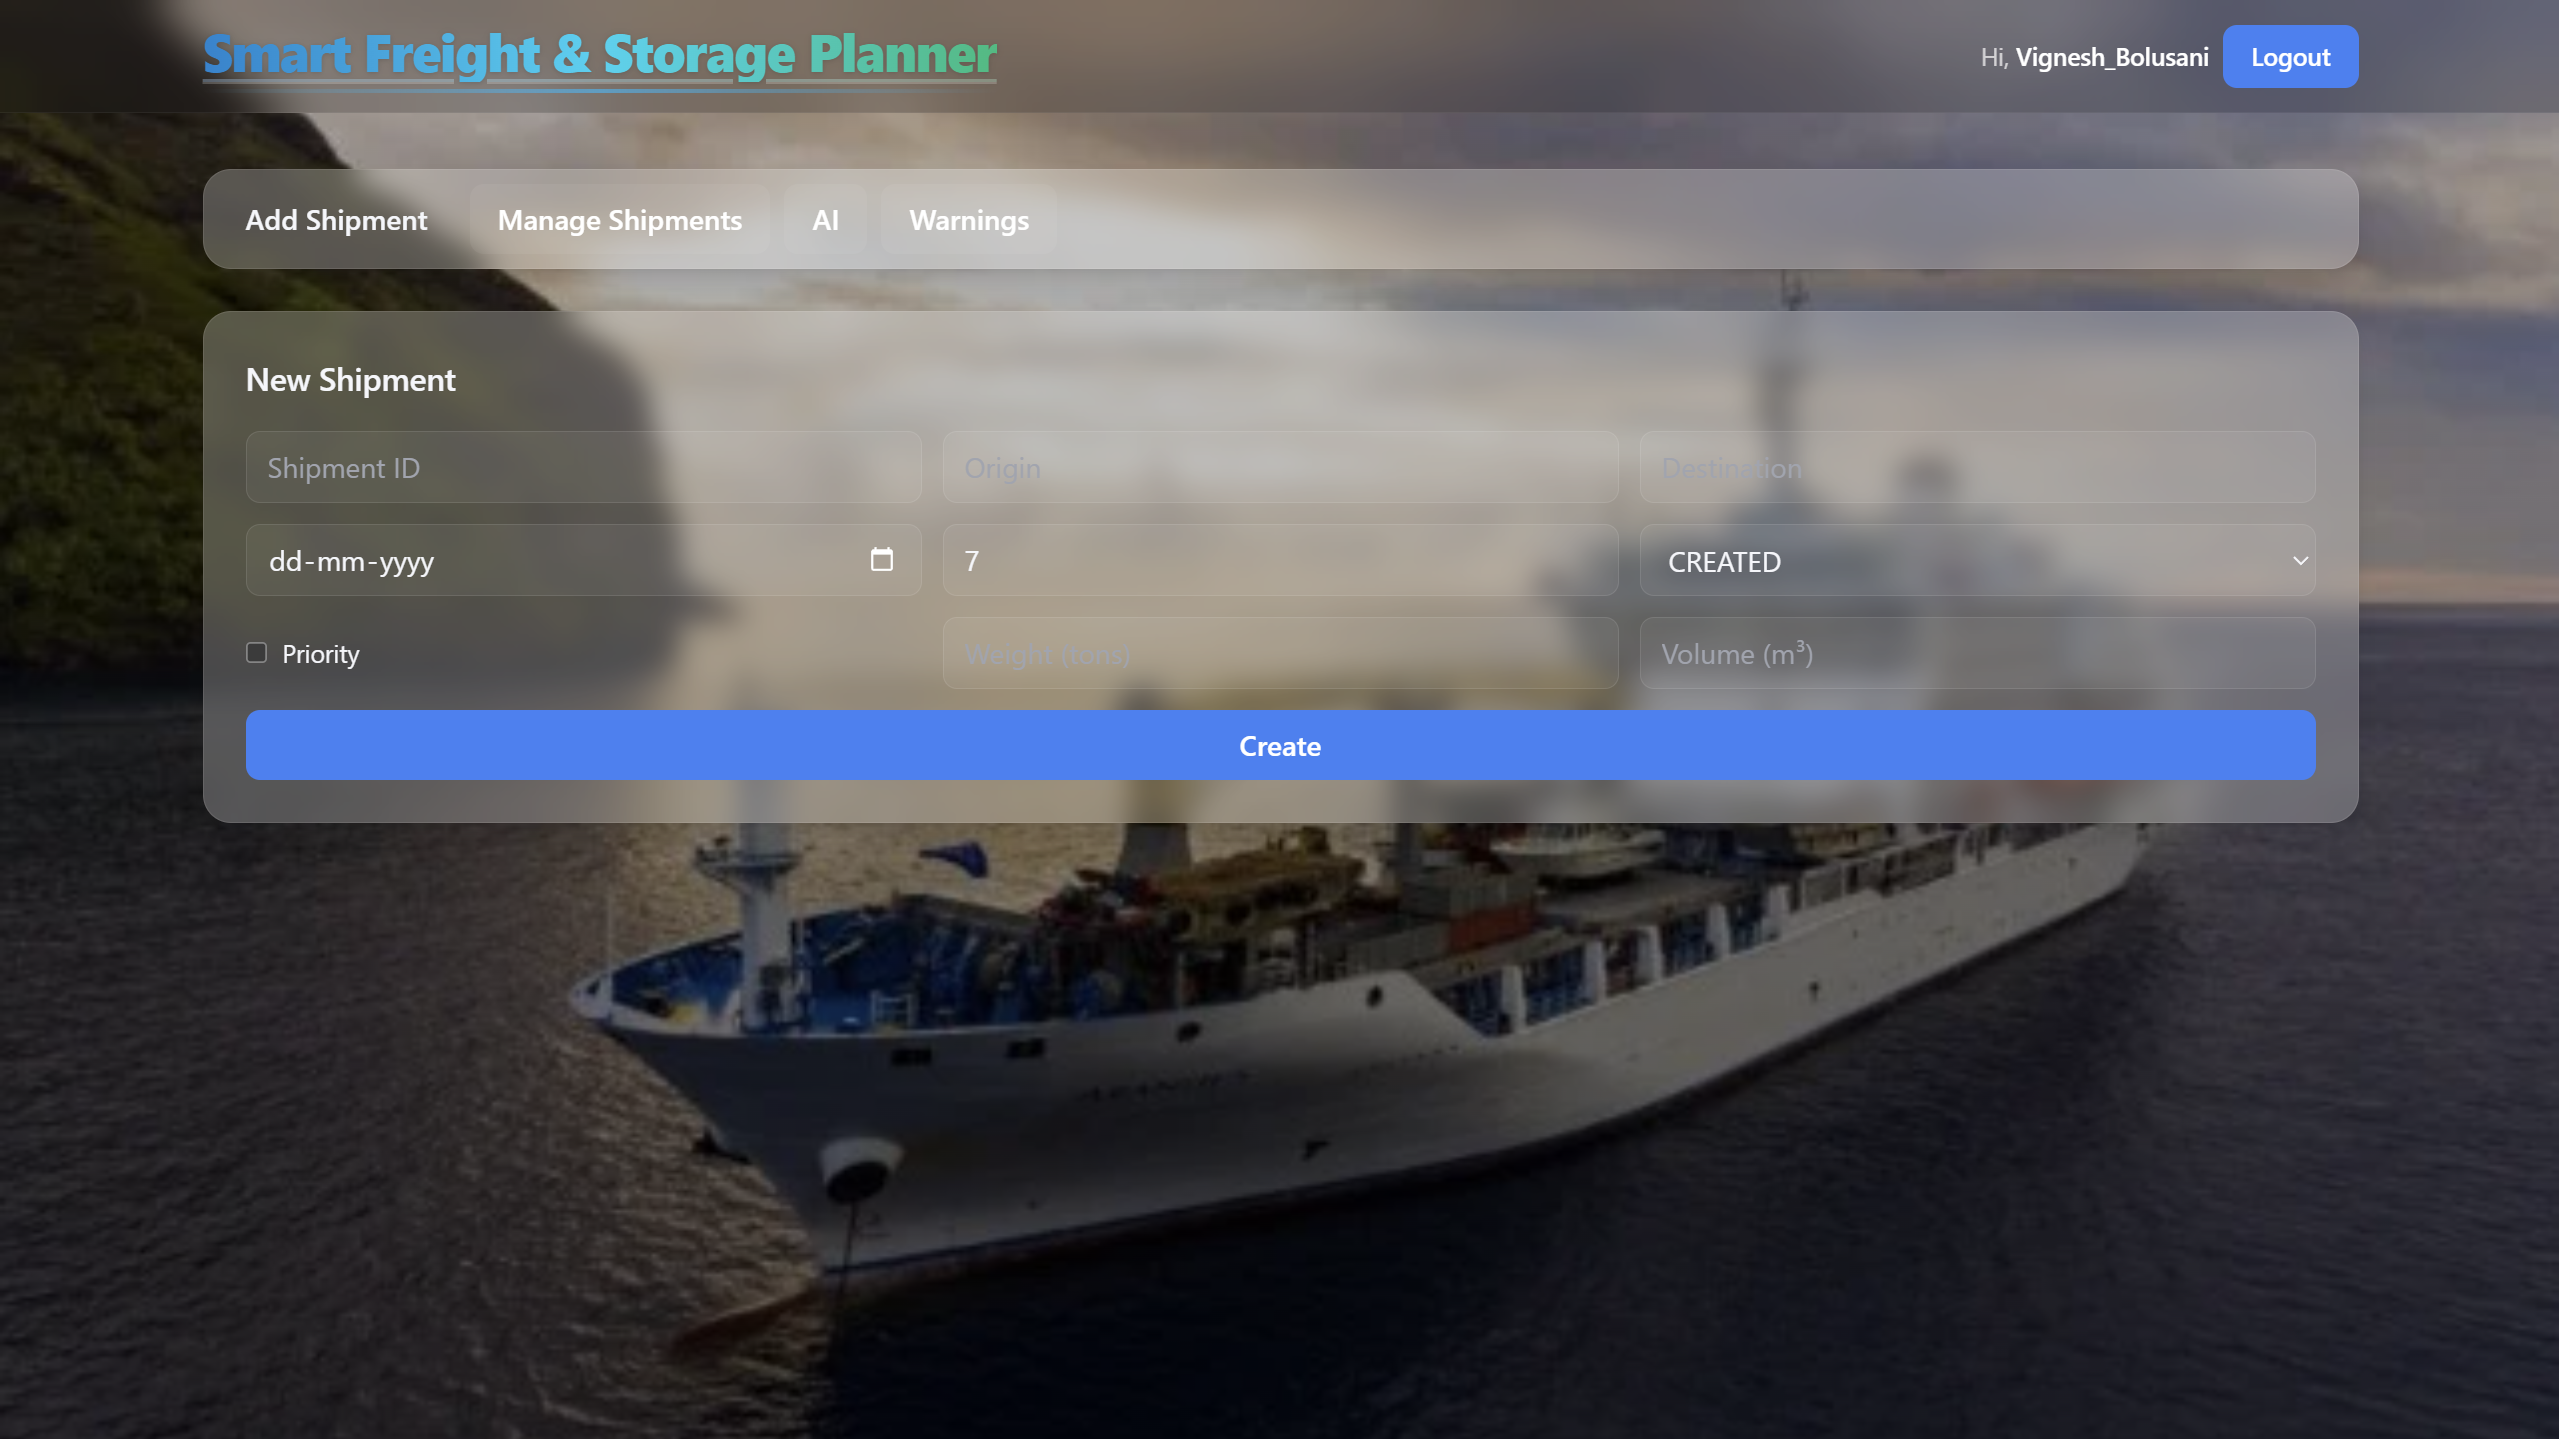 Smart Freight & Storage Planner
Hi, Vignesh_Bolusani
Logout
Add Shipment
Manage Shipments
AI
Warnings
New Shipment
Shipment ID
Origin
Destination
dd-mm-yyyy
7
CREATED
Priority
Weight (tons)
Volume (m³)
Create